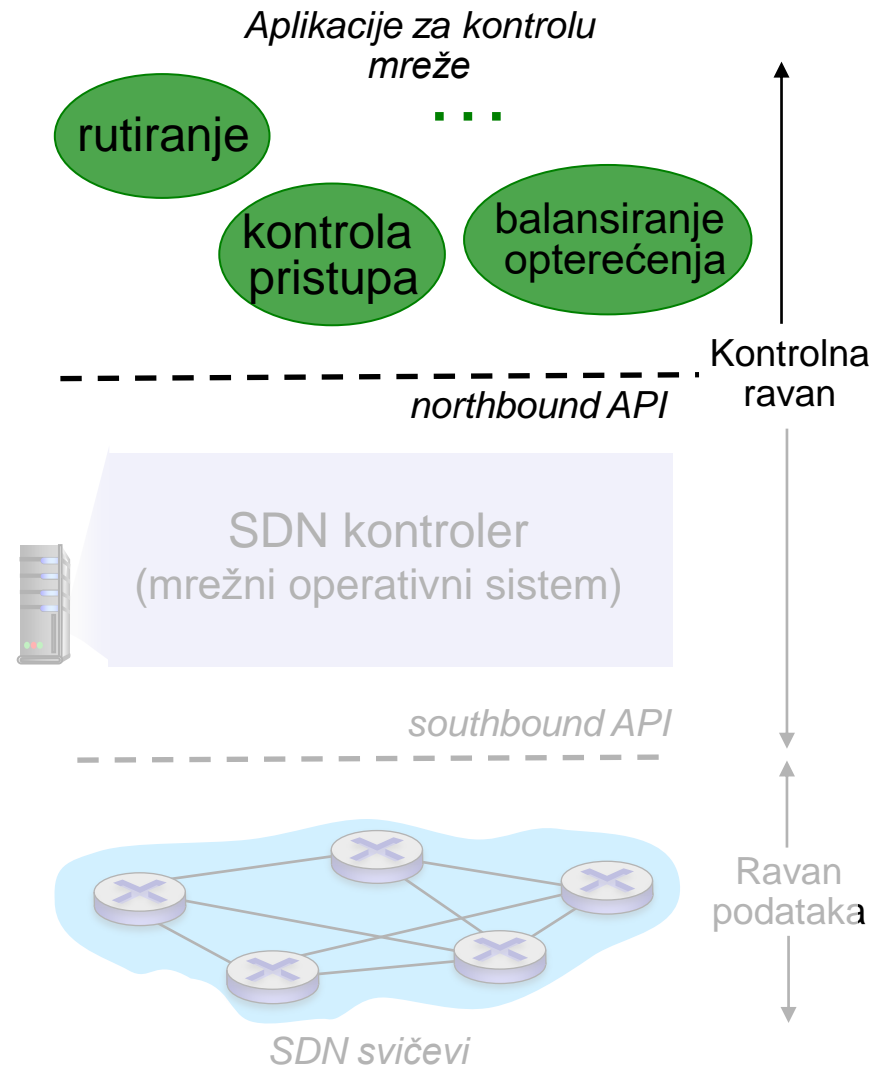 Aplikacije za kontrolu
mreže
rutiranje
...
kontrola
pristupa
balansiranje
opterećenja
Kontrolna
ravan
northbound API
SDN kontroler
(mrežni operativni sistem)
southbound API
Ravan
podataka
SDN svičevi